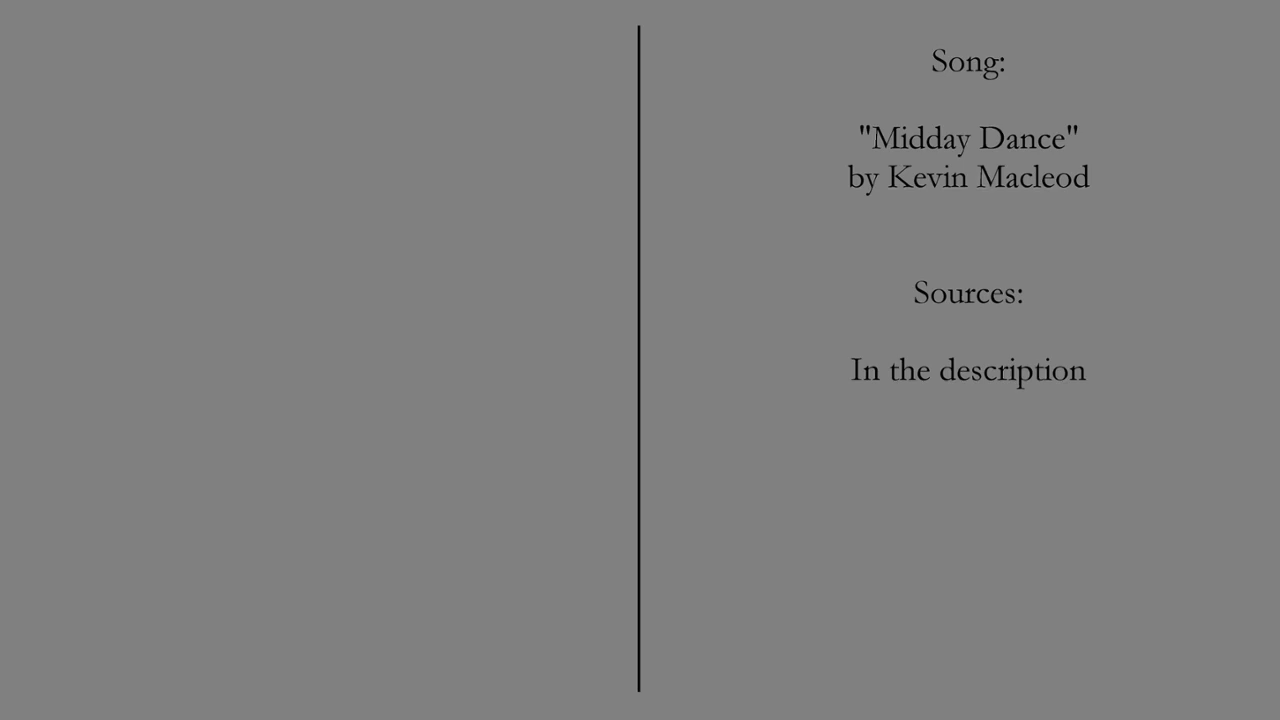 Song:
"Midday Dance"
by Kevin Macleod
Sources:
In the description